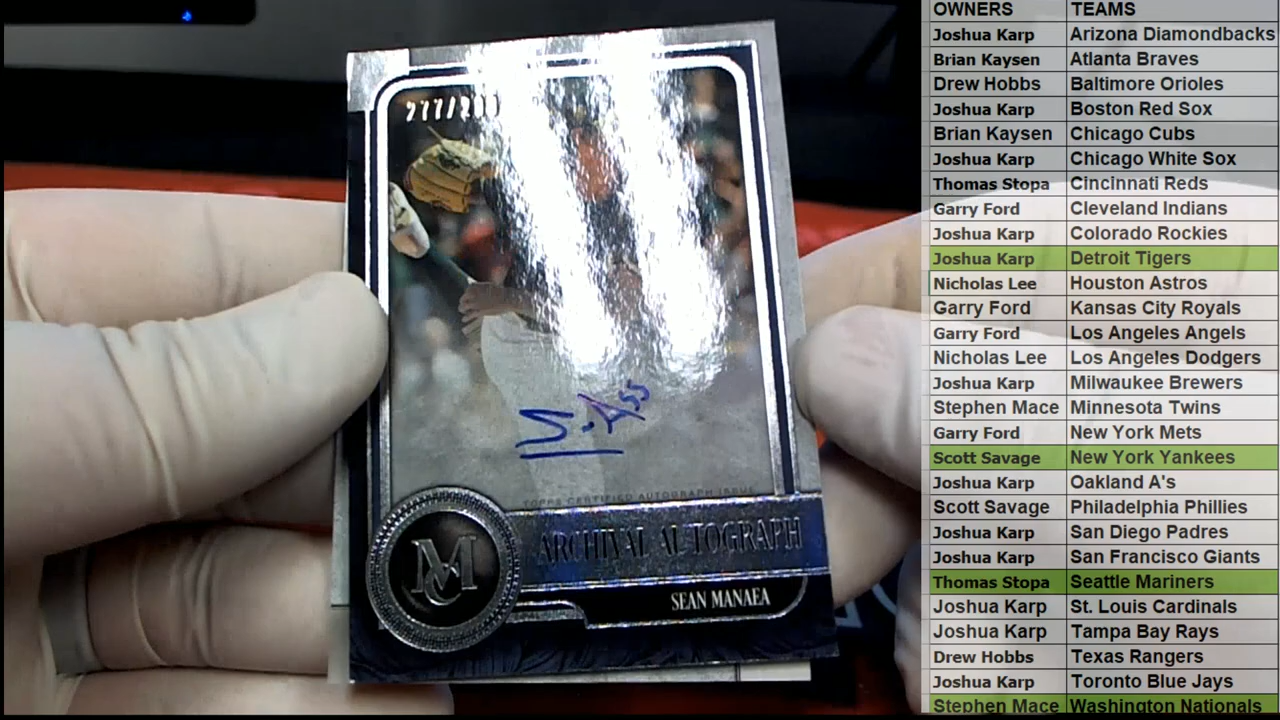 277/299
S.A 55
TOPPS CERTIFIED AUTOGRAPH ISSUE
ARCHIVAL AUTOGRAPH
MC
SEAN MANAEA
OWNERS TEAMS
Joshua Karp Arizona Diamondbacks
Brian Kaysen Atlanta Braves
Drew Hobbs Baltimore Orioles
Joshua Karp Boston Red Sox
Brian Kaysen Chicago Cubs
Joshua Karp Chicago White Sox
Thomas Stopa Cincinnati Reds
Garry Ford Cleveland Indians
Joshua Karp Colorado Rockies
Joshua Karp Detroit Tigers
Nicholas Lee Houston Astros
Garry Ford Kansas City Royals
Garry Ford Los Angeles Angels
Nicholas Lee Los Angeles Dodgers
Joshua Karp Milwaukee Brewers
Stephen Mace Minnesota Twins
Garry Ford New York Mets
Scott Savage New York Yankees
Joshua Karp Oakland A's
Scott Savage Philadelphia Phillies
Joshua Karp San Diego Padres
Joshua Karp San Francisco Giants
Thomas Stopa Seattle Mariners
Joshua Karp St. Louis Cardinals
Joshua Karp Tampa Bay Rays
Drew Hobbs Texas Rangers
Joshua Karp Toronto Blue Jays
Stephen Mace Washington Nationals